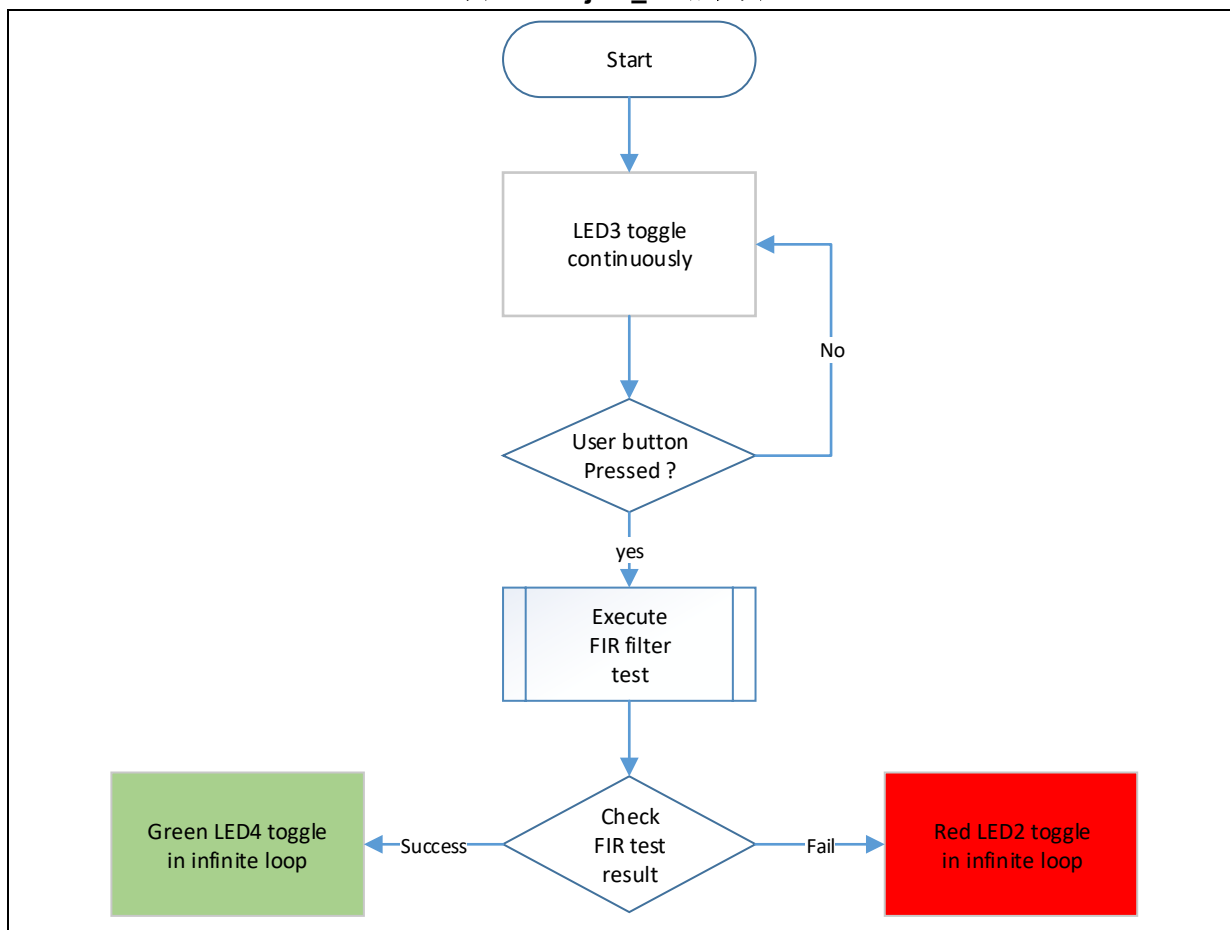 Start
LED3 toggle
continuously
No
User button
Pressed ?
yes
Execute
FIR filter
test
Green LED4 toggle
in infinite loop
Success
Check
FIR test
result
Fail
Red LED2 toggle
in infinite loop